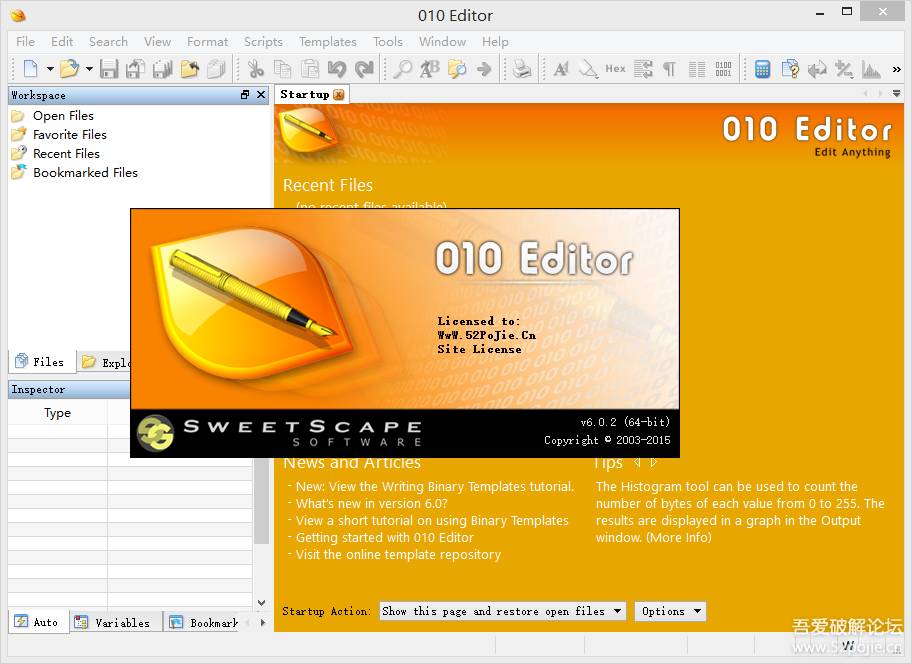 010 Editor
File Edit Search View Format Scripts Templates Tools Window Help
Hex
Workspace
Open Files
Favorite Files
Recent Files
Bookmarked Files
Startup
010 Editor
Edit Anything
Recent Files
(no recent files available)
010 Editor
Licensed to:
WwW.52PoJie.Cn
Site License
SWEETSCAPE
SOFTWARE
v6.0.2 (64-bit)
Copyright © 2003-2015
Files
Explo
Inspector
Type
News and Articles
- New: View the Writing Binary Templates tutorial.
- What's new in version 6.0?
- View a short tutorial on using Binary Templates
- Getting started with 010 Editor
- Visit the online template repository
Tips
The Histogram tool can be used to count the
number of bytes of each value from 0 to 255. The
results are displayed in a graph in the Output
window. (More Info)
Startup Action: Show this page and restore open files Options
Auto Variables Bookmark
吾爱破解论坛
www.52pojie.cn